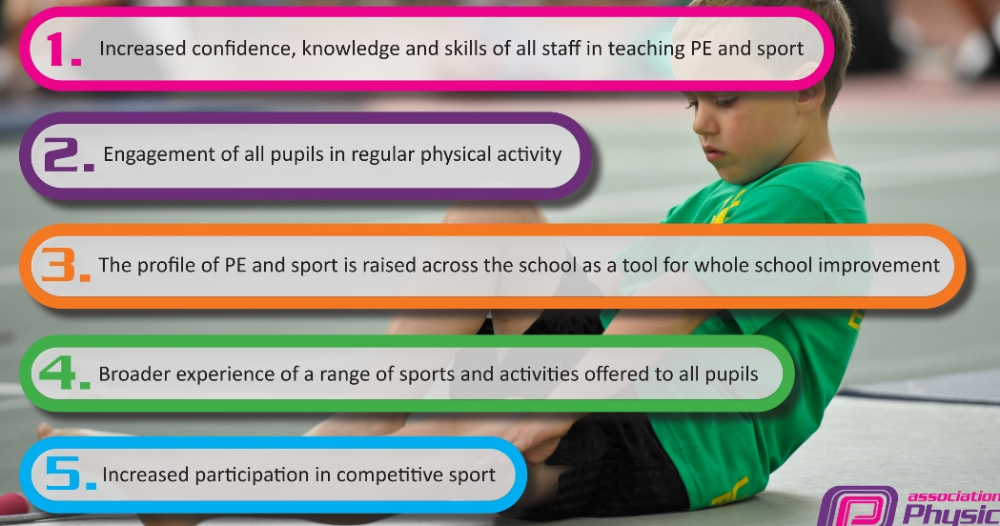 1. Increased confidence, knowledge and skills of all staff in teaching PE and sport
2. Engagement of all pupils in regular physical activity
3. The profile of PE and sport is raised across the school as a tool for whole school improvement
4. Broader experience of a range of sports and activities offered to all pupils
5. Increased participation in competitive sport
association
Physic